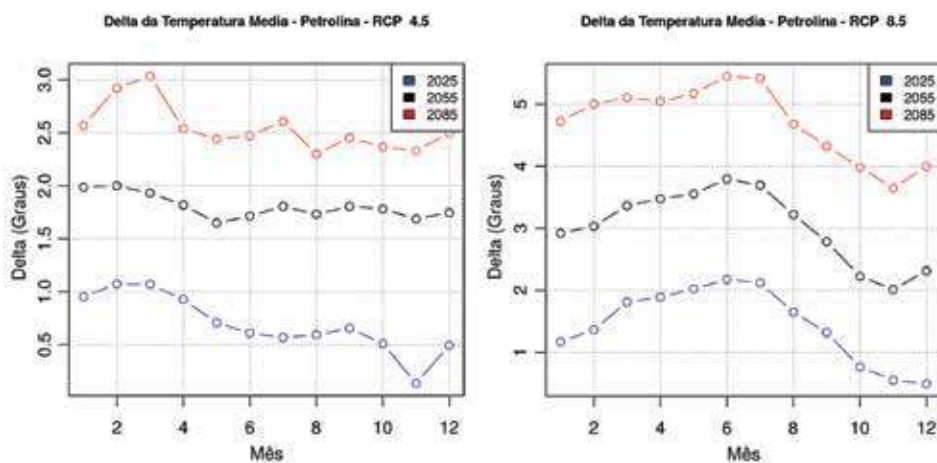 Delta da Temperatura Media - Petrolina - RCP 4.5
Delta (Graus)
3.0
2.5
2.0
1.5
1.0
0.5
2025
2055
2085
2 4 6 8 10 12
Mês
Delta da Temperatura Media - Petrolina - RCP 8.5
Delta (Graus)
5
4
3
2
1
2025
2055
2085
2 4 6 8 10 12
Mês